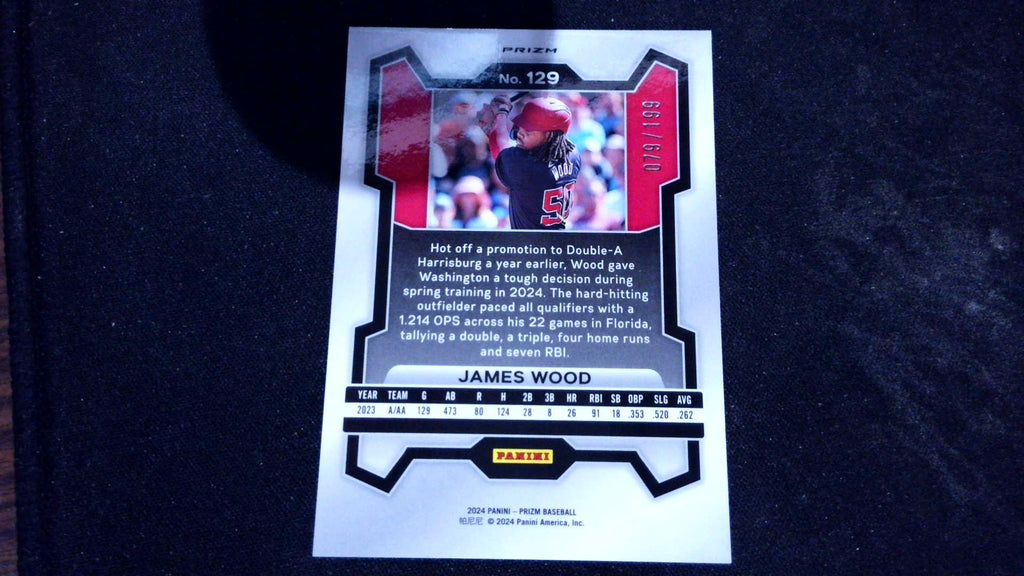 PRIZM
No. 129
079/199
WOOD
Hot off a promotion to Double-A
Harrisburg a year earlier, Wood gave
Washington a tough decision during
spring training in 2024. The hard-hitting
outfielder paced all qualifiers with a
1.214 OPS across his 22 games in Florida,
tallying a double, a triple, four home runs
and seven RBI.
JAMES WOOD
YEAR TEAM G AB R H 2B 3B HR RBI SB OBP SLG AVG
2023 A/AA 129 473 80 124 28 8 26 91 18 .353 .520 .262
PANINI
2024 PANINI – PRIZM BASEBALL
帕尼尼 © 2024 Panini America, Inc.